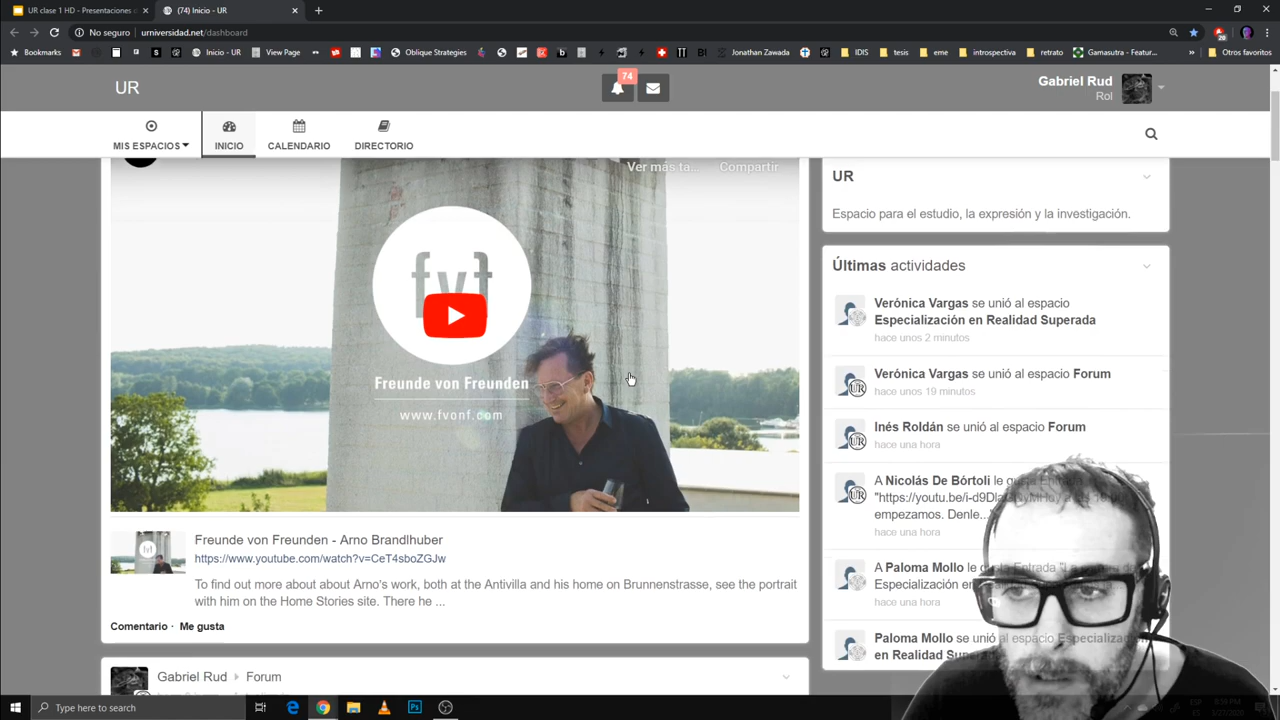 UR clase 1 HD - Presentaciones d
(74) Inicio - UR
No seguro
urniversidad.net/dashboard
Bookmarks
Inicio - UR
View Page
Oblique Strategies
Jonathan Zawada
IDIS
tesis
eme
introspectiva
retrato
Gamasutra - Featur...
Otros favoritos
UR
74
Gabriel Rud
Rol
MIS ESPACIOS
INICIO
CALENDARIO
DIRECTORIO
Ver más ta...
Compartir
fvf
Freunde von Freunden
www.fvonf.com
Freunde von Freunden - Arno Brandlhuber
https://www.youtube.com/watch?v=CeT4sboZGJw
To find out more about about Arno's work, both at the Antivilla and his home on Brunnenstrasse, see the portrait
with him on the Home Stories site. There he ...
Comentario · Me gusta
Gabriel Rud
Forum
UR
Espacio para el estudio, la expresión y la investigación.
Últimas actividades
Verónica Vargas se unió al espacio
Especialización en Realidad Superada
hace unos 2 minutos
Verónica Vargas se unió al espacio Forum
hace unos 19 minutos
Inés Roldán se unió al espacio Forum
hace una hora
A Nicolás De Bórtoli le gusta Entrada
empezamos. Denle...
hace una hora
A Paloma Mollo le Entrada
Especialización en
hace una hora
Paloma Mollo se unió al espacio Especialización
en Realidad
Type here to search
ESP
8:59 PM